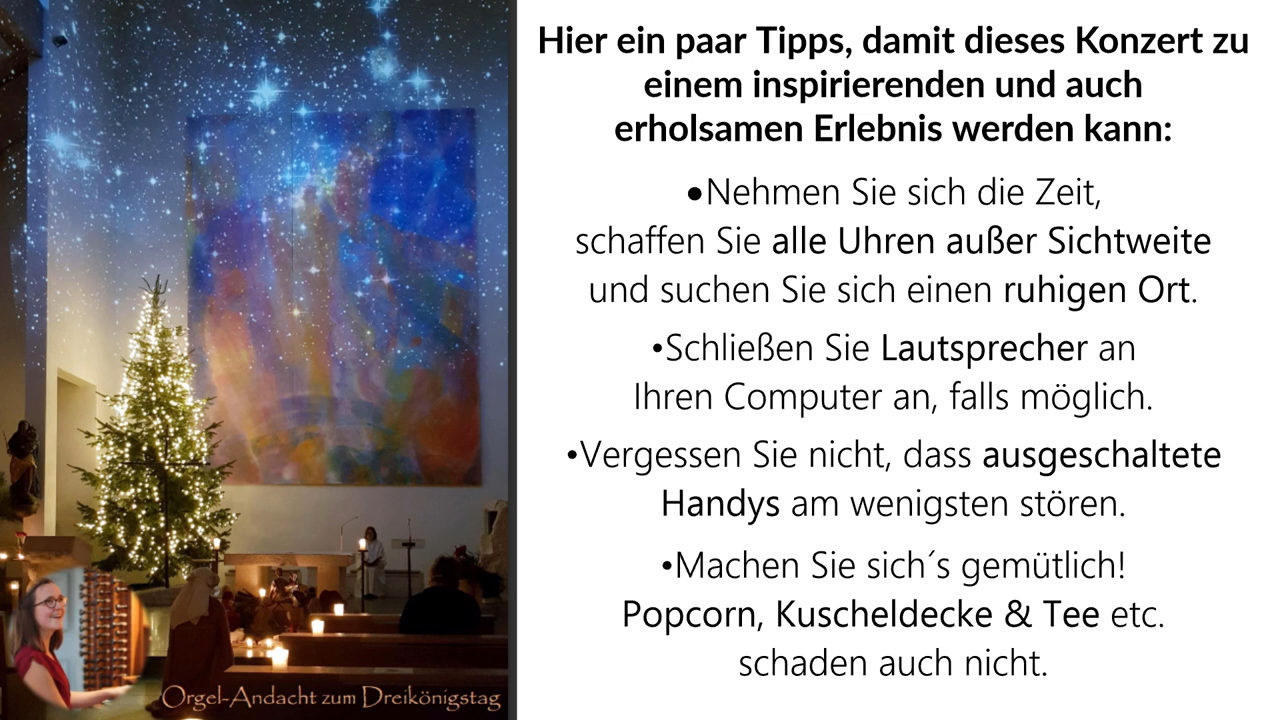 Hier ein paar Tipps, damit dieses Konzert zu
einem inspirierenden und auch
erholsamen Erlebnis werden kann:
•Nehmen Sie sich die Zeit,
schaffen Sie alle Uhren außer Sichtweite
und suchen Sie sich einen ruhigen Ort.
•Schließen Sie Lautsprecher an
Ihren Computer an, falls möglich.
•Vergessen Sie nicht, dass ausgeschaltete
Handys am wenigsten stören.
•Machen Sie sich´s gemütlich!
Popcorn, Kuscheldecke & Tee etc.
schaden auch nicht.
Orgel-Andacht zum Dreikönigstag